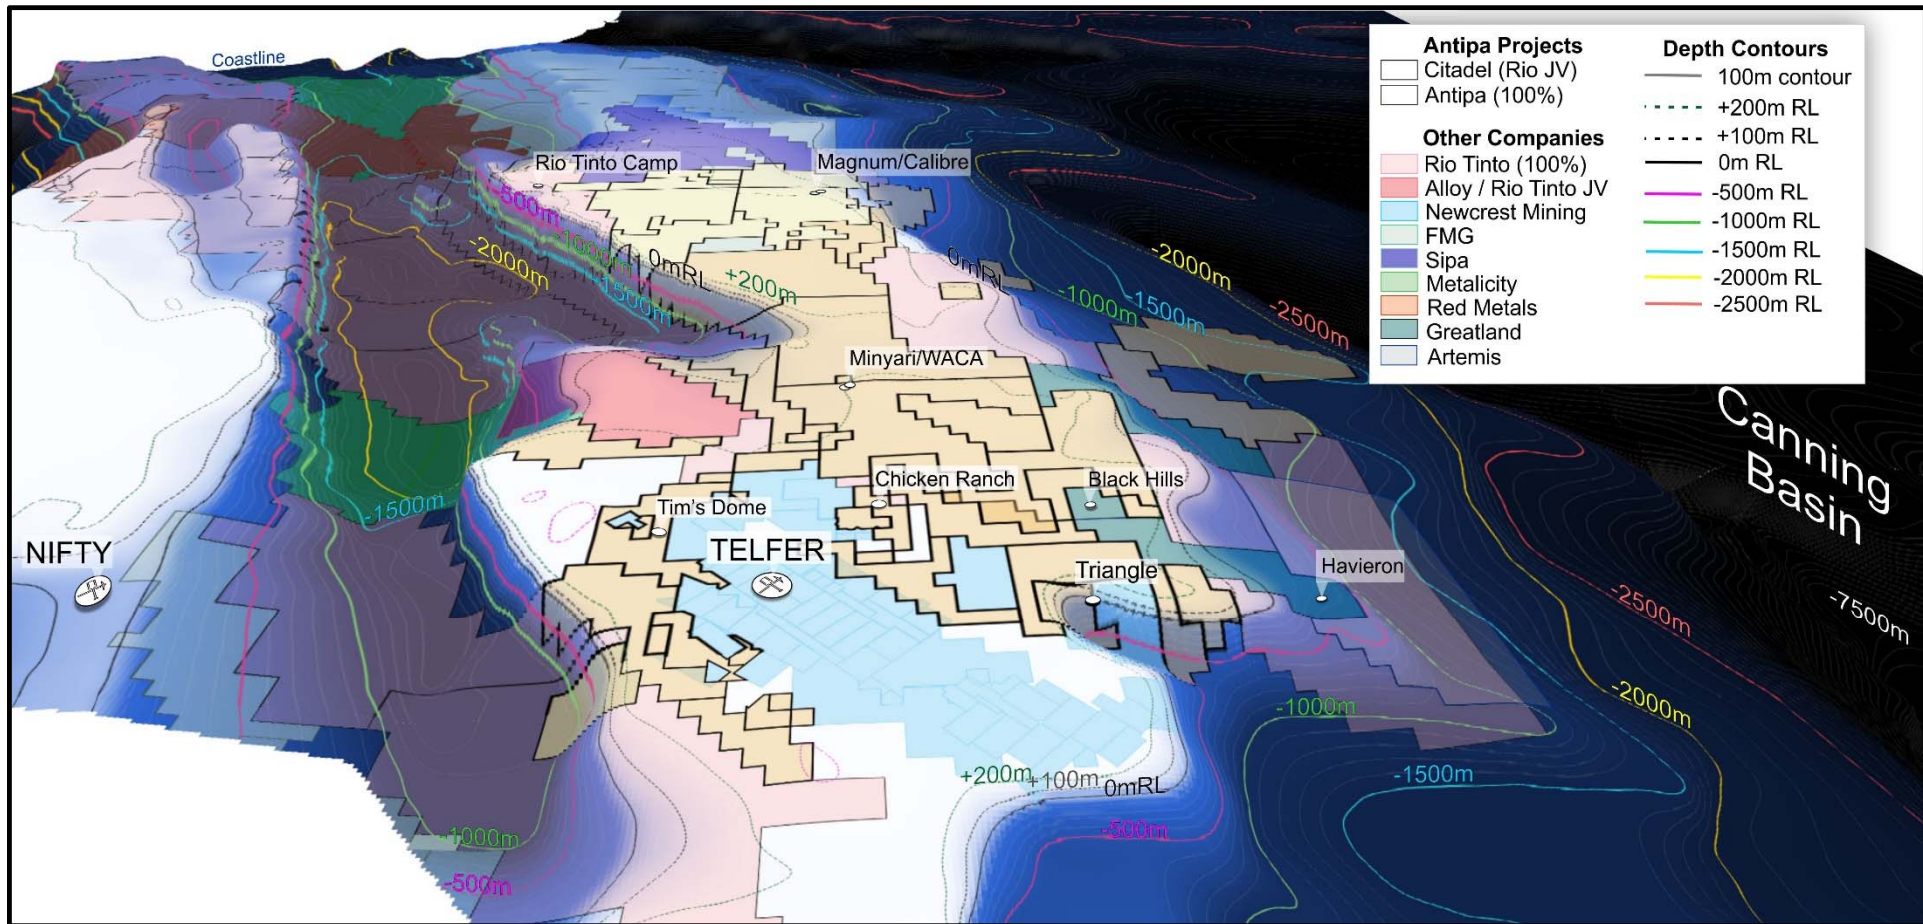 Coastline
Rio Tinto Camp
Magnum/Calibre
-500m
-1000m
-1500m
-2000m
0mRL
+200m
0mRL
-1000m
-1500m
-2000m
-2500m
Minyari/WACA
Chicken Ranch
Black Hills
Tim's Dome
TELFER
NIFTY
Triangle
Havieron
-1500m
Canning
Basin
-2500m
-7500m
-2000m
-1000m
-1500m
+200m
+100m
0mRL
-500m
-1000m
-500m
Antipa Projects
Citadel (Rio JV)
Antipa (100%)
Other Companies
Rio Tinto (100%)
Alloy / Rio Tinto JV
Newcrest Mining
FMG
Sipa
Metalicity
Red Metals
Greatland
Artemis
Depth Contours
100m contour
+200m RL
+100m RL
0m RL
-500m RL
-1000m RL
-1500m RL
-2000m RL
-2500m RL